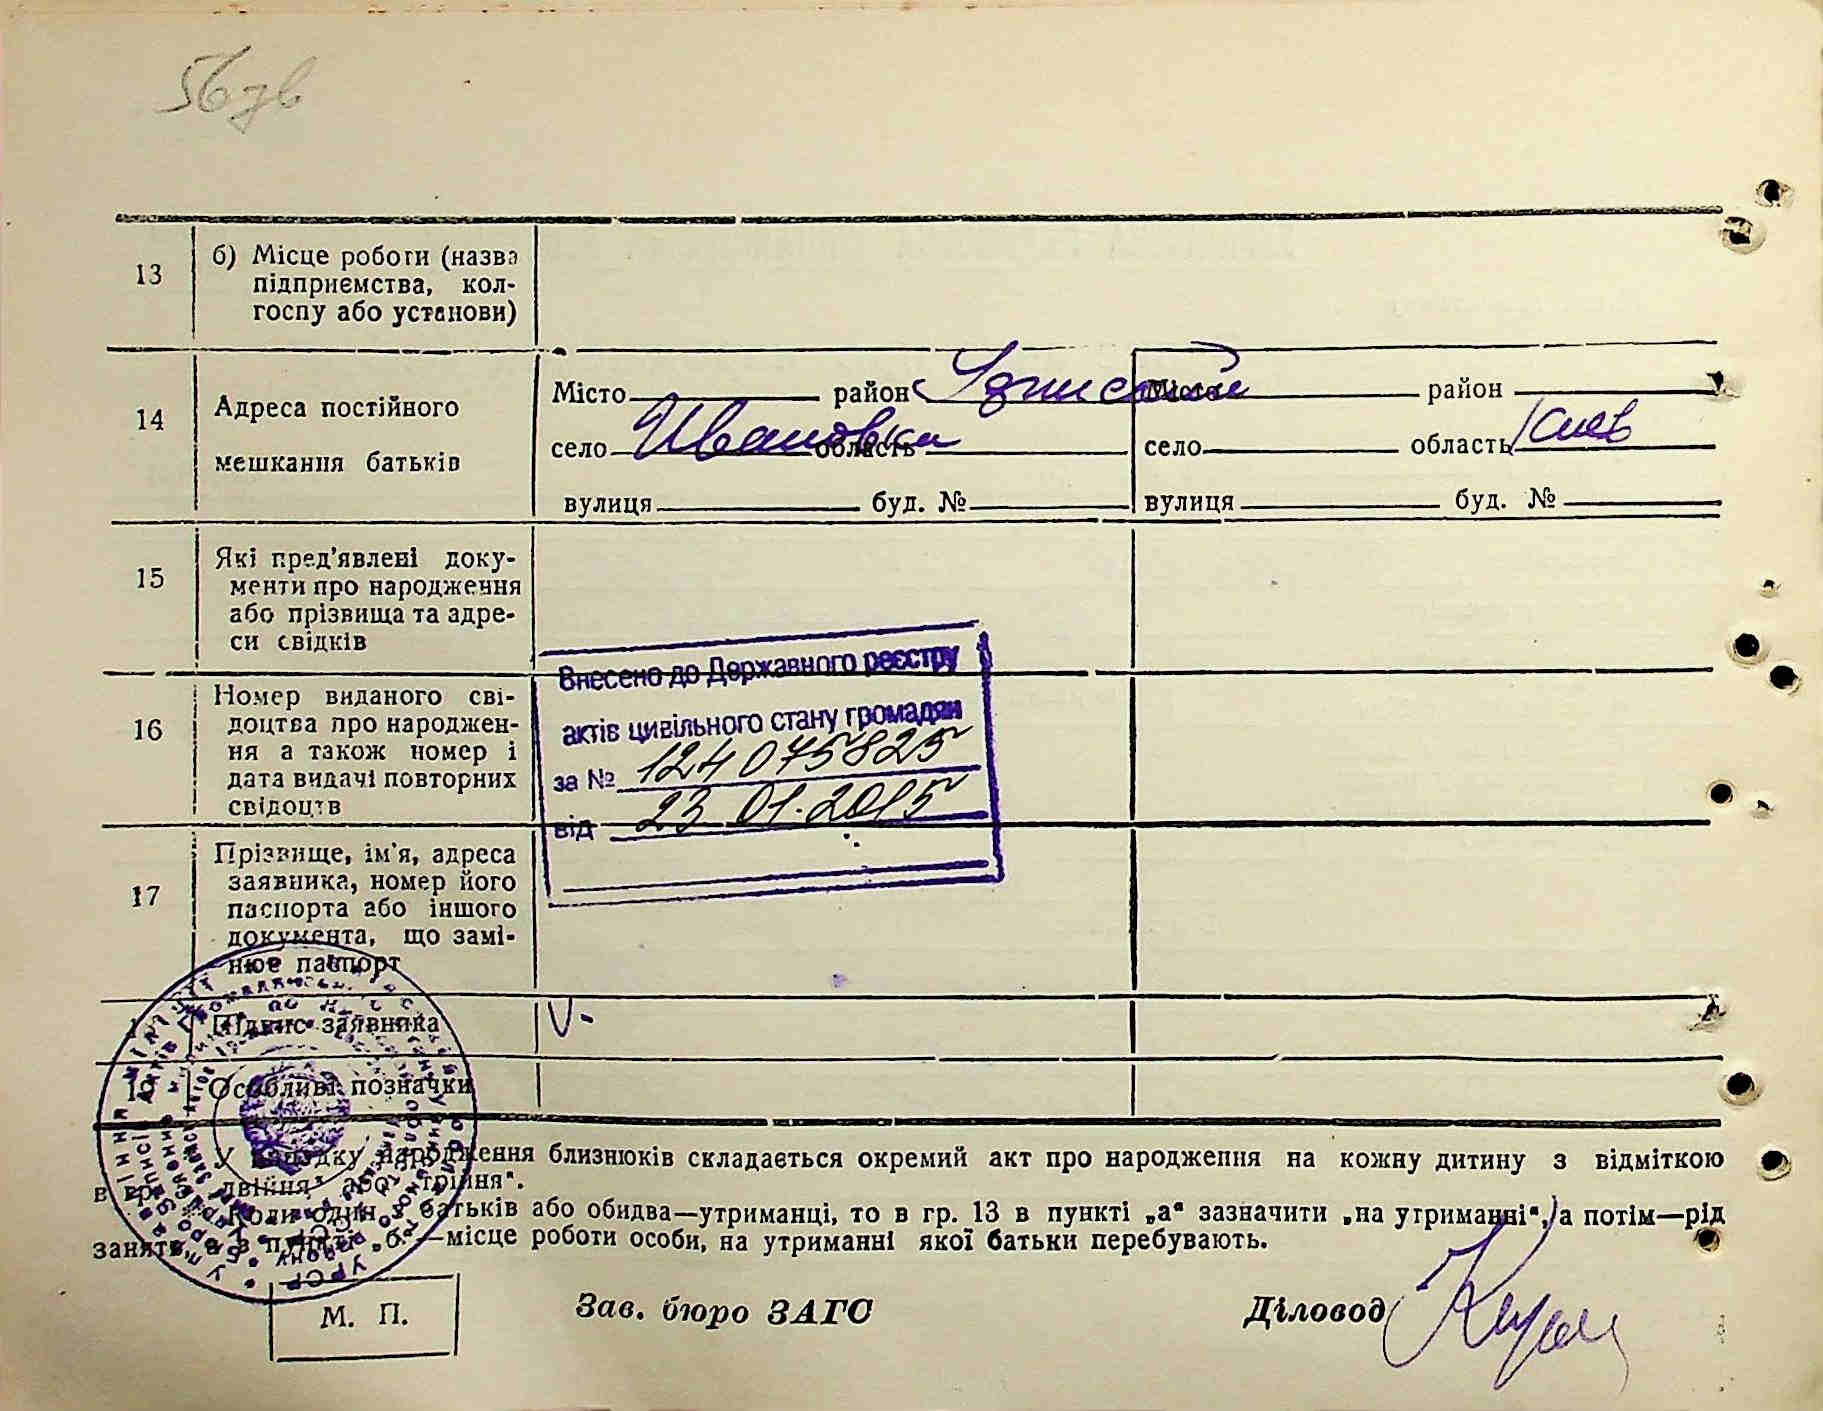 13
б) Місце роботи (назва
підприємства, кол-
госпу або установи)
14
Адреса постійного
мешкання батьків
Місто район
село Ивановка область
вулиця буд. №
Місто район
село область Киев
вулиця буд. №
15
Які пред'явлені доку-
менти про народження
або прізвища та адре-
си свідків
16
Номер виданого сві-
доцтва про народжен-
ня а також номер і
дата видачі повторних
свідоцтв
Внесено до Державного реєстру
актів цивільного стану громадян
за № 124075825
від 23.01.2015
17
Прізвище, ім'я, адреса
заявника, номер його
паспорта або іншого
документа, що замі-
нює паспорт
Підпис заявника
19 Особливі позначки
У випадку народження близнюків складається окремий акт про народження на кожну дитину з відміткою
в гр. „двійня" або „трійня".
Коли один з батьків або обидва—утриманці, то в гр. 13 в пункті „а" зазначити „на утриманні", а потім—рід
занять, а в пункті „б"—місце роботи особи, на утриманні якої батьки перебувають.
М. П.
Зав. бюро ЗАГС
Діловод
УРСР